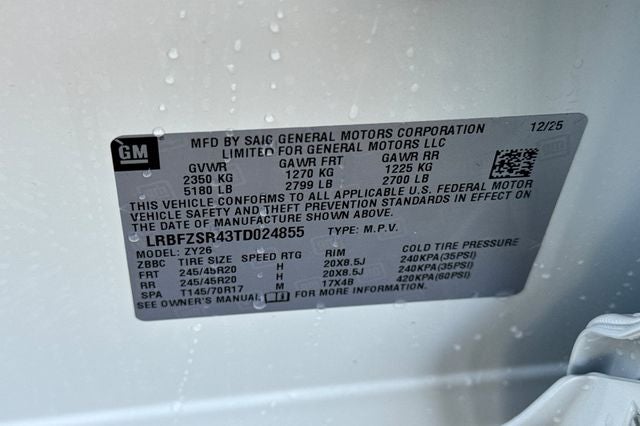 GM
MFD BY SAIC GENERAL MOTORS CORPORATION 12/25
LIMITED FOR GENERAL MOTORS LLC
GVWR GAWR FRT GAWR RR
2350 KG 1270 KG 1225 KG
5180 LB 2799 LB 2700 LB
THIS VEHICLE CONFORMS TO ALL APPLICABLE U.S. FEDERAL MOTOR
VEHICLE SAFETY AND THEFT PREVENTION STANDARDS IN EFFECT ON
THE DATE OF MANUFACTURE SHOWN ABOVE.
LRBFZSR43TD024855 TYPE: M.P.V.
MODEL: ZY26
ZBBC TIRE SIZE SPEED RTG RIM COLD TIRE PRESSURE
FRT 245/45R20 H 20X8.5J 240KPA(35PSI)
RR 245/45R20 H 20X8.5J 240KPA(35PSI)
SPA T145/70R17 M 17X4B 420KPA(60PSI)
SEE OWNER'S MANUAL FOR MORE INFORMATION